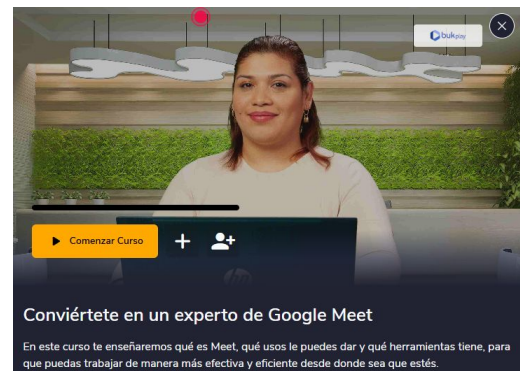 bukplay
Comenzar Curso
hp
Conviértete en un experto de Google Meet
En este curso te enseñaremos qué es Meet, qué usos le puedes dar y qué herramientas tiene, para
que puedas trabajar de manera más efectiva y eficiente desde donde sea que estés.